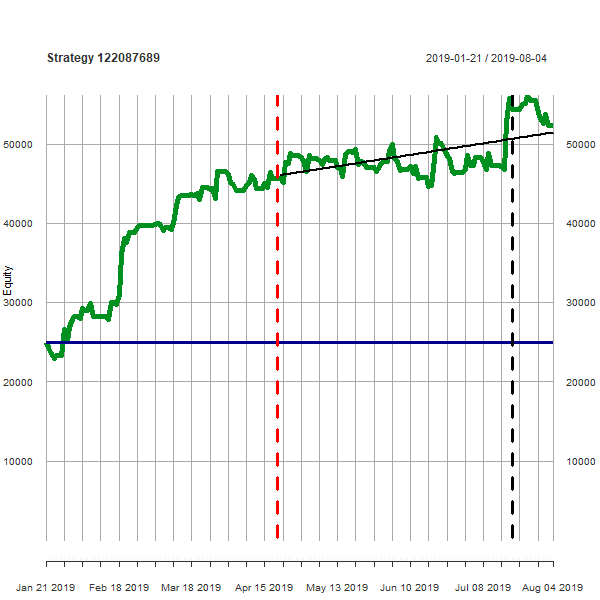 Strategy 122087689
2019-01-21 / 2019-08-04
50000
50000
40000
40000
Equity
30000
30000
20000
20000
10000
10000
Jan 21 2019
Feb 18 2019
Mar 18 2019
Apr 15 2019
May 13 2019
Jun 10 2019
Jul 08 2019
Aug 04 2019